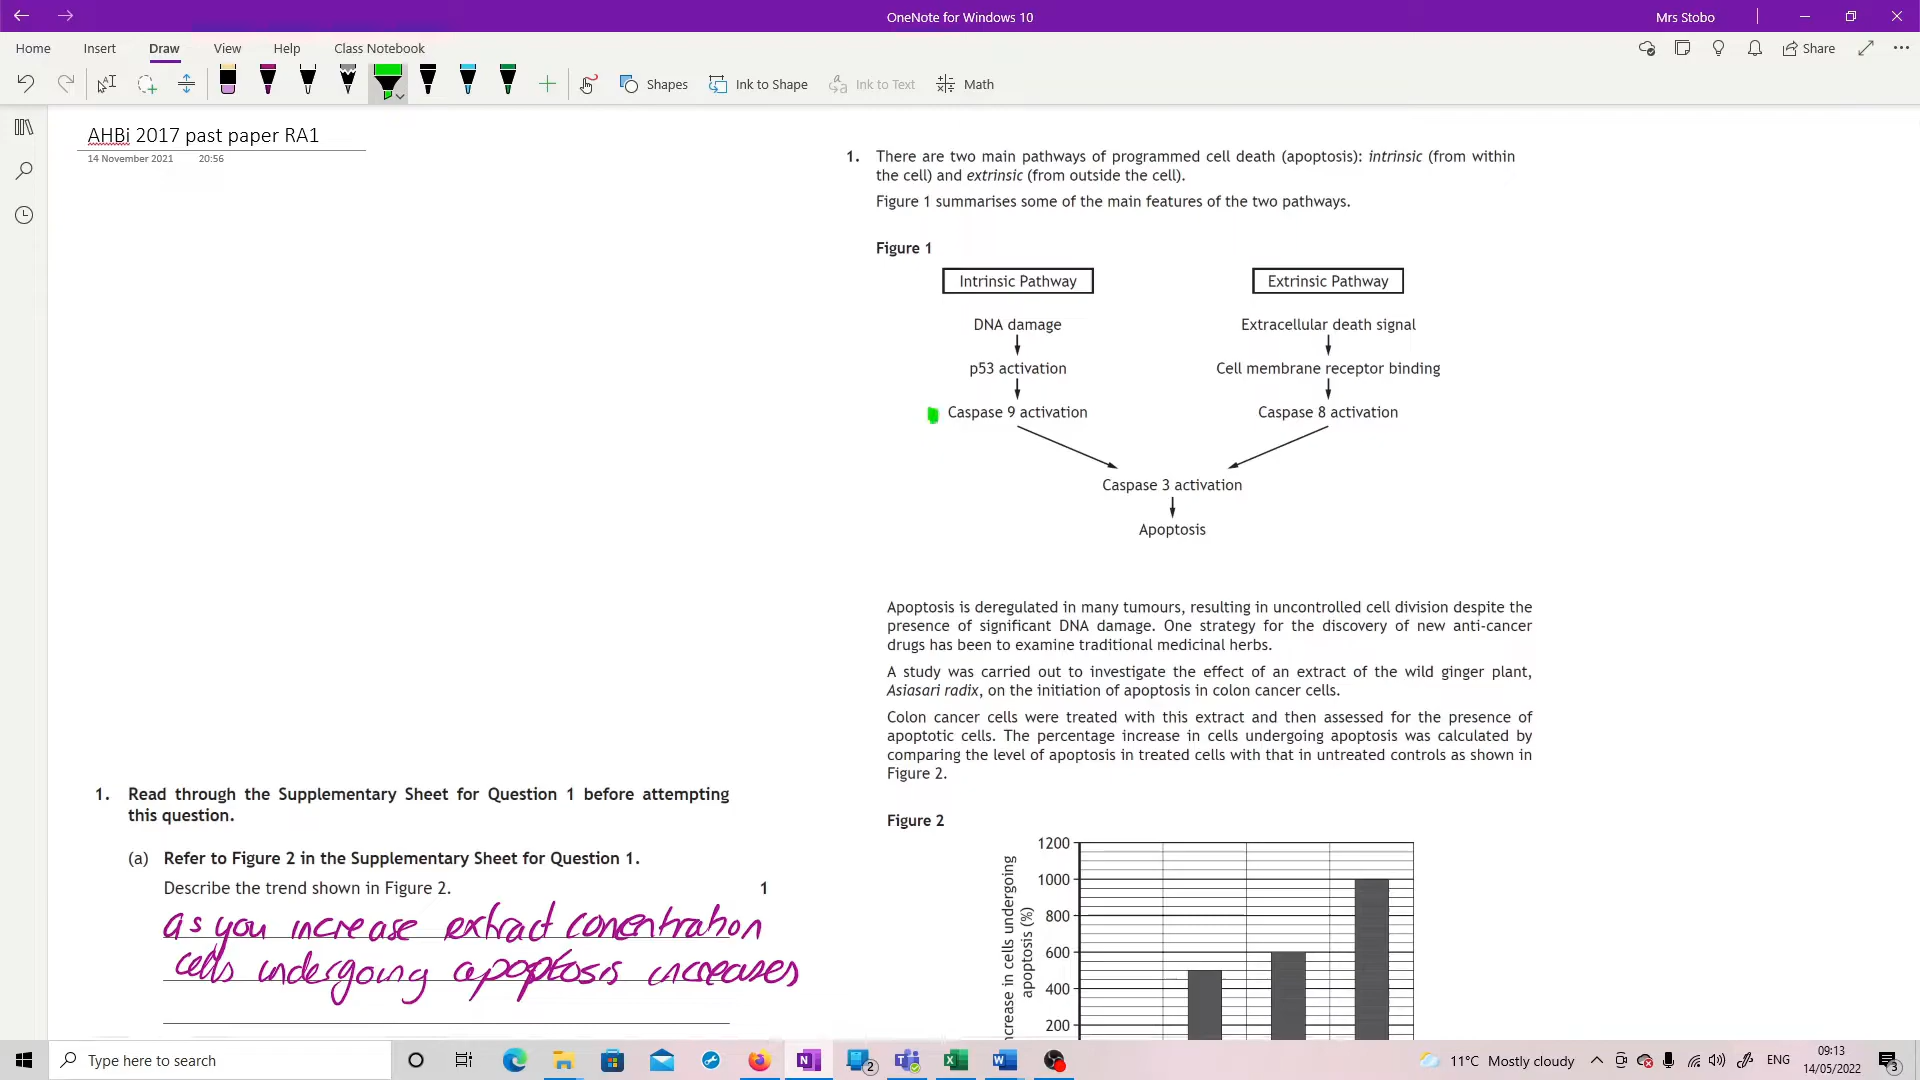 OneNote for Windows 10
Mrs Stobo
Home Insert Draw View Help Class Notebook
Share
Shapes Ink to Shape Ink to Text Math
AHBi 2017 past paper RA1
14 November 2021 20:56
1. Read through the Supplementary Sheet for Question 1 before attempting
this question.
(a) Refer to Figure 2 in the Supplementary Sheet for Question 1.
Describe the trend shown in Figure 2. 1
as you increase extract concentration
cells undergoing apoptosis increases
1. There are two main pathways of programmed cell death (apoptosis): intrinsic (from within
the cell) and extrinsic (from outside the cell).
Figure 1 summarises some of the main features of the two pathways.
Figure 1
Intrinsic Pathway Extrinsic Pathway
DNA damage Extracellular death signal
p53 activation Cell membrane receptor binding
Caspase 9 activation Caspase 8 activation
Caspase 3 activation
Apoptosis
Apoptosis is deregulated in many tumours, resulting in uncontrolled cell division despite the
presence of significant DNA damage. One strategy for the discovery of new anti-cancer
drugs has been to examine traditional medicinal herbs.
A study was carried out to investigate the effect of an extract of the wild ginger plant,
Asiasari radix, on the initiation of apoptosis in colon cancer cells.
Colon cancer cells were treated with this extract and then assessed for the presence of
apoptotic cells. The percentage increase in cells undergoing apoptosis was calculated by
comparing the level of apoptosis in treated cells with that in untreated controls as shown in
Figure 2.
Figure 2
in cells undergoing
apoptosis (%)
1200
1000
800
600
400
200
Type here to search
2
11°C Mostly cloudy
ENG
09:13
14/05/2022
3